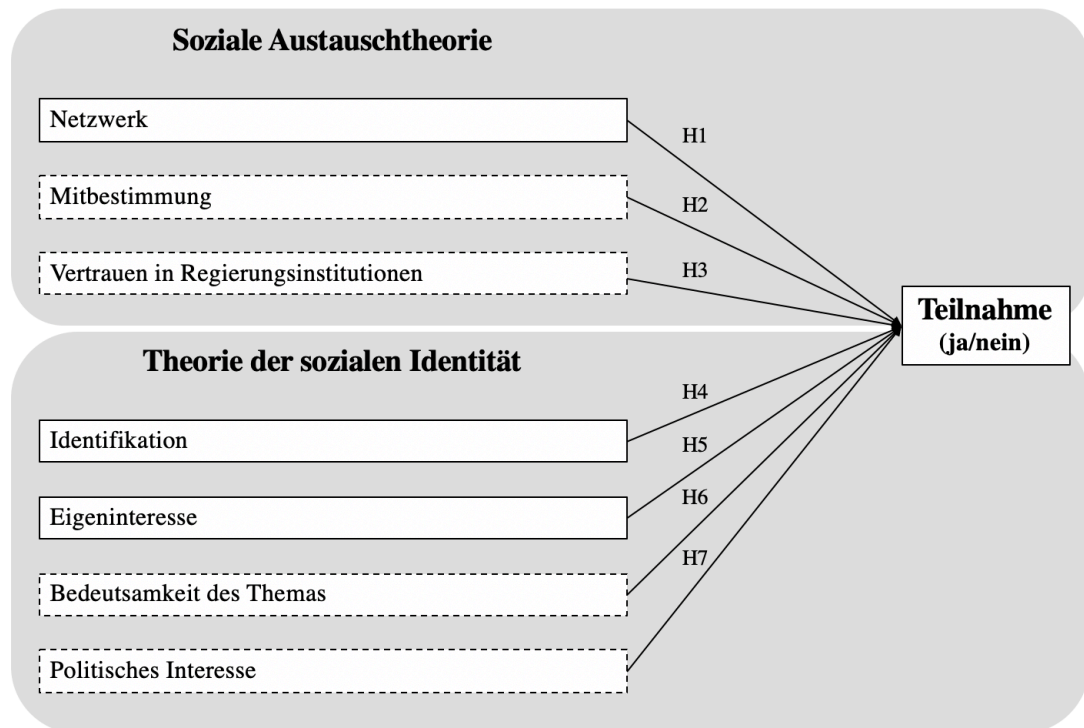 Soziale Austauschtheorie
Netzwerk
H1
Mitbestimmung
H2
Vertrauen in Regierungsinstitutionen
H3
Teilnahme
(ja/nein)
Theorie der sozialen Identität
H4
Identifikation
H5
Eigeninteresse
H6
H7
Bedeutsamkeit des Themas
Politisches Interesse